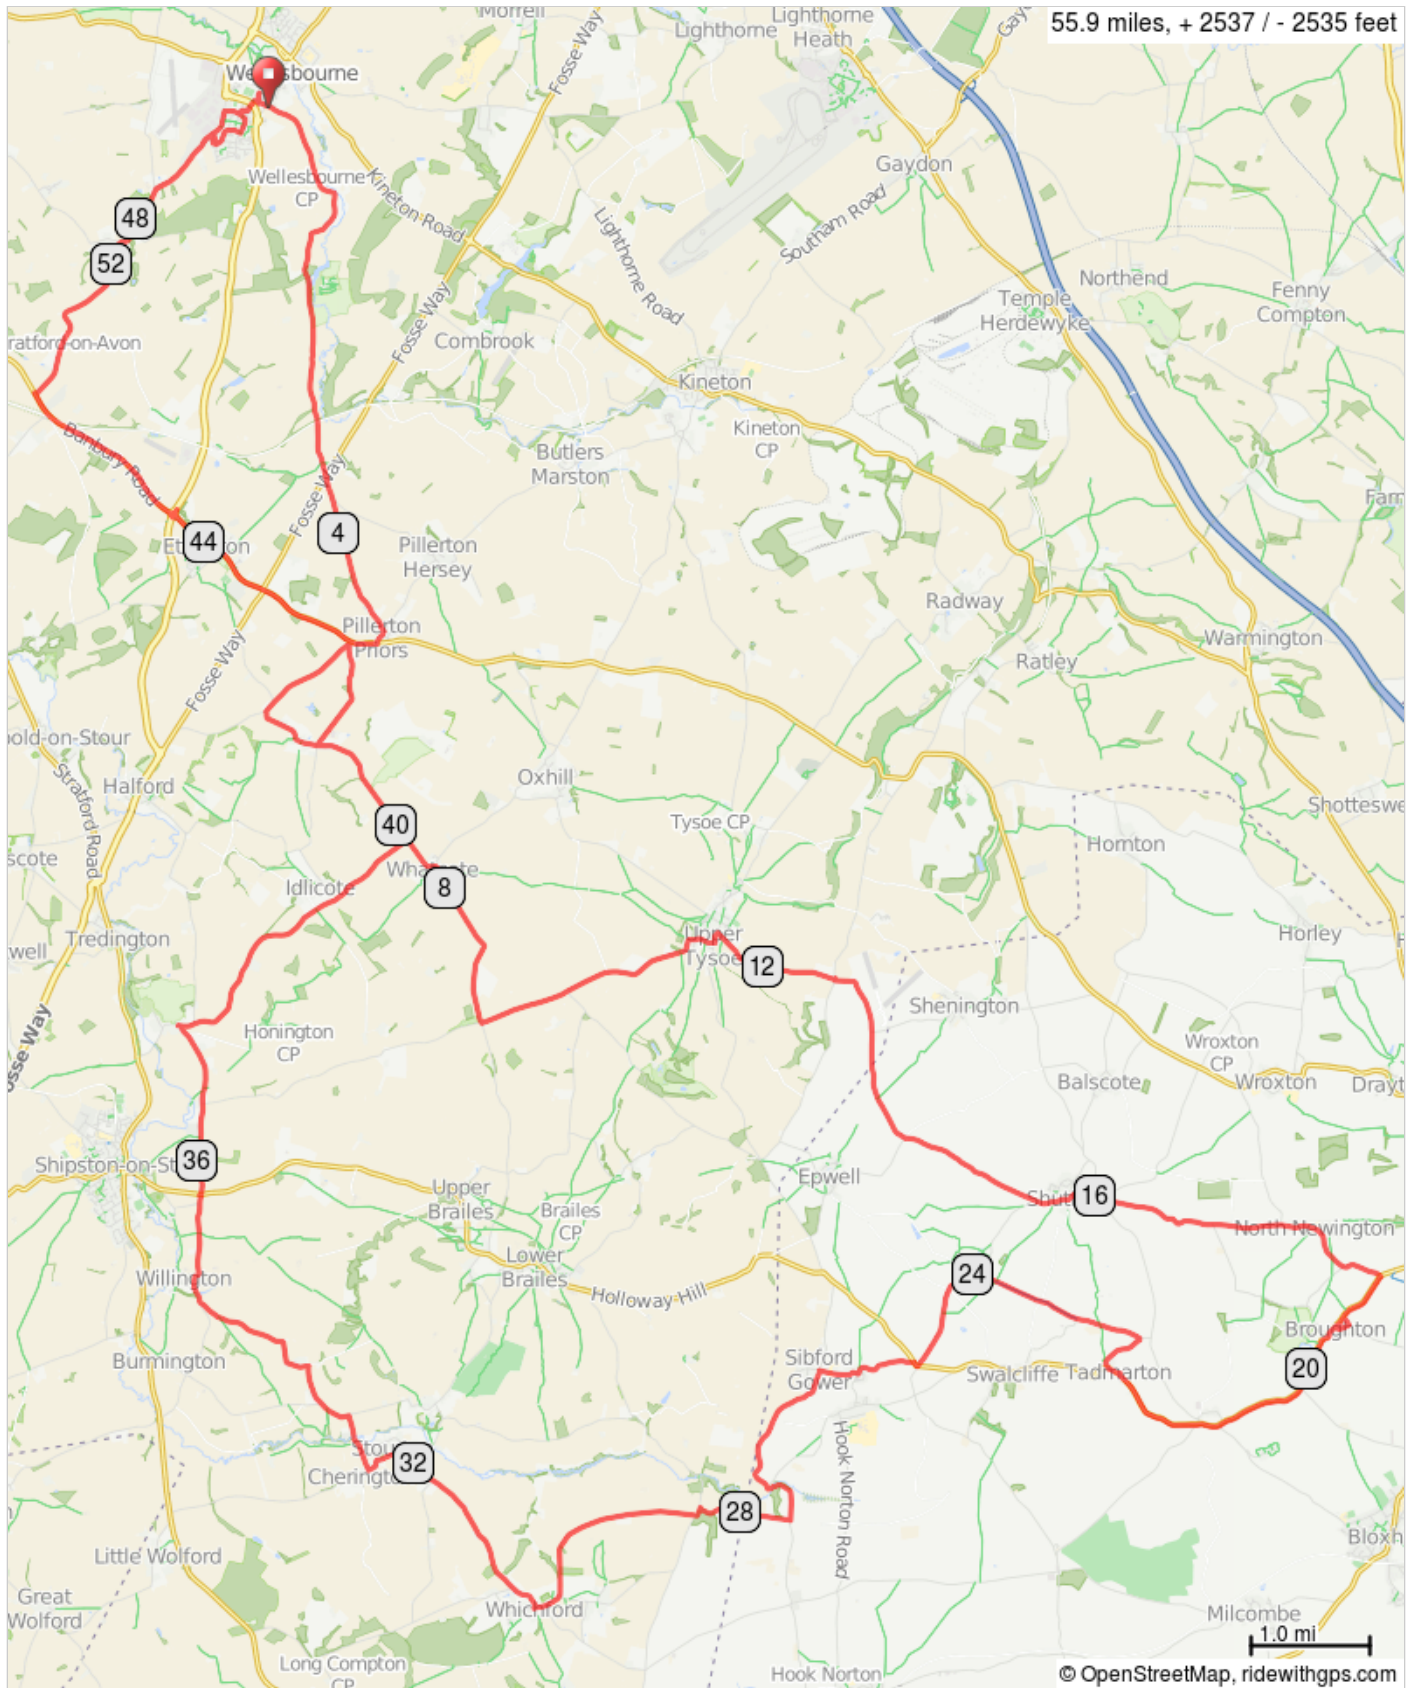 Morrell
Lighthorne
Lighthorne
Heath
55.9 miles, + 2537 / - 2535 feet
Fosse Way
Gaydon
Wellesbourne
CP
Kineton Road
Lighthorne Road
Southam Road
48
52
Northend
Temple
Herdewyke
Fenny
Compton
ratford-on-Avon
Fosse Way
Combrook
Kineton
Kineton
CP
Banbury Road
Butlers
Marston
Fosse Way
4
44
Pillerton
Hersey
Radway
Pillerton
Priors
Warmington
Ratley
Fosse Way
Stratford Road
Halford
Oxhill
Shotteswe
40
Tysoe CP
Hornton
scote
Idlicote
8
Tredington
well
Upper
Tysoe
12
Horley
Shenington
Fosse Way
Honington
CP
Wroxton
CP
Balscote
Wroxton
Drayt
Shipston-on-St
36
Epwell
Upper
Brailes
Brailes
CP
16
North Newington
Willington
Lower
Brailes
Holloway Hill
24
Broughton
20
Burmington
Sibford
Gower
Swalcliffe
Tadmarton
Hook Norton Road
Stou
Cheringt
32
28
Little Wolford
Great
Wolford
Whichford
Long Compton
CP
Bloxh
Milcombe
1.0 mi
Hook Norton
© OpenStreetMap, ridewithgps.com